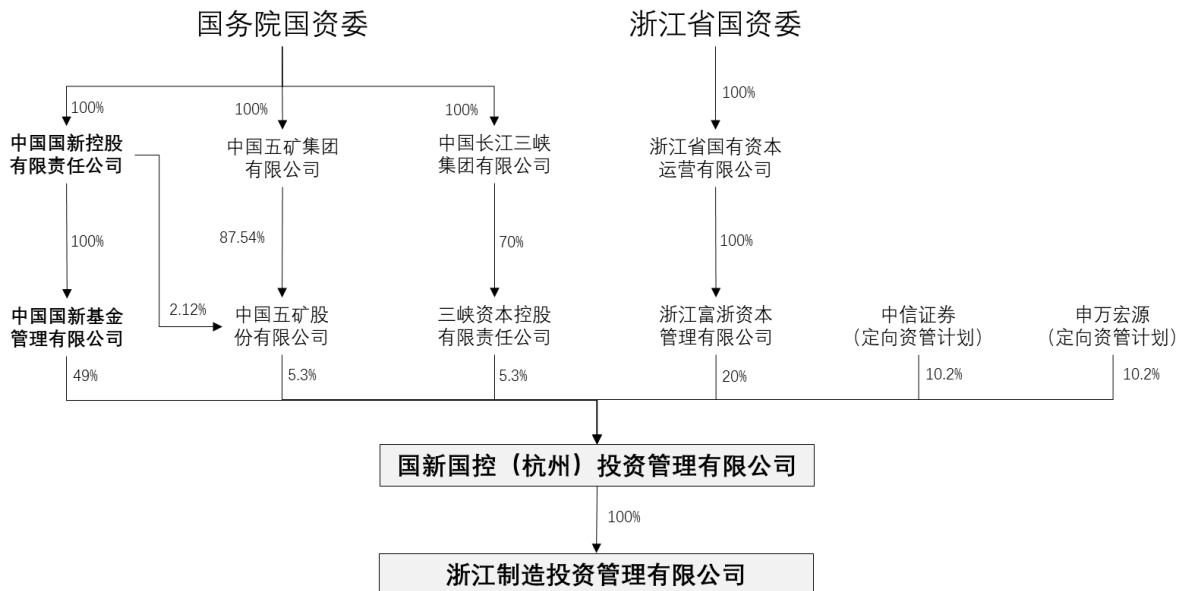 国务院国资委
浙江省国资委
100%
100%
100%
100%
中国国新控股
有限责任公司
中国五矿集团
有限公司
中国长江三峡
集团有限公司
浙江省国有资本
运营有限公司
100%
87.54%
70%
100%
2.12%
中国国新基金
管理有限公司
中国五矿股
份有限公司
三峡资本控股
有限责任公司
浙江富浙资本
管理有限公司
中信证券
（定向资管计划）
申万宏源
（定向资管计划）
49%
5.3%
5.3%
20%
10.2%
10.2%
国新国控（杭州）投资管理有限公司
100%
浙江制造投资管理有限公司